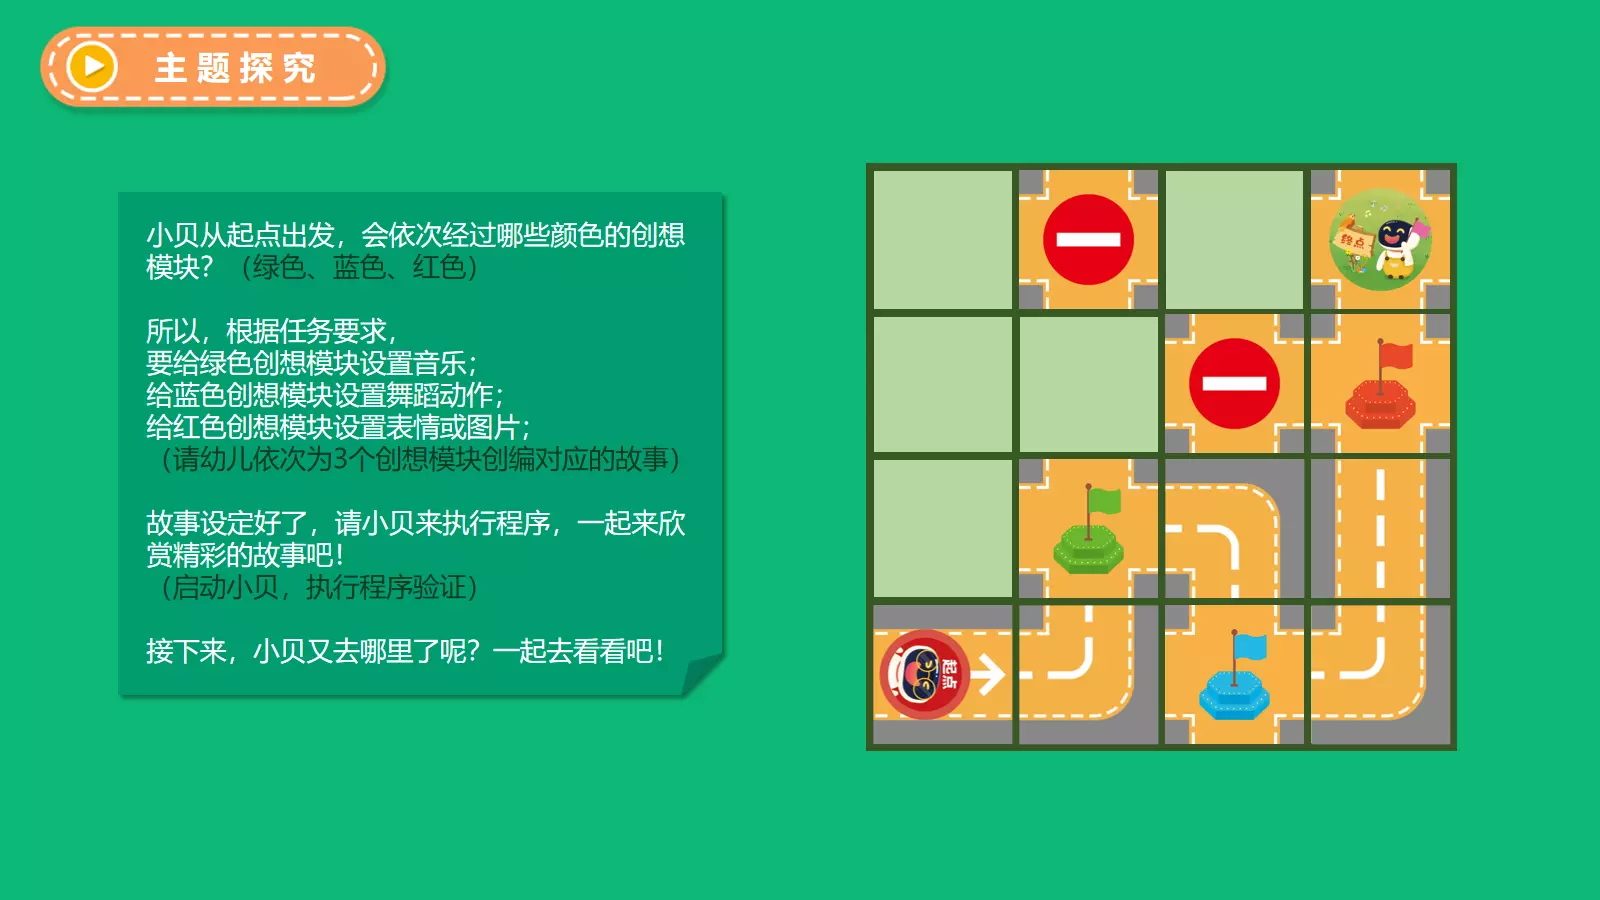 主题探究
小贝从起点出发，会依次经过哪些颜色的创想
模块？（绿色、蓝色、红色）
所以，根据任务要求，
要给绿色创想模块设置音乐；
给蓝色创想模块设置舞蹈动作；
给红色创想模块设置表情或图片；
（请幼儿依次为3个创想模块创编对应的故事）
故事设定好了，请小贝来执行程序，一起来欣
赏精彩的故事吧！
（启动小贝，执行程序验证）
接下来，小贝又去哪里了呢？一起去看看吧！
终点
起点